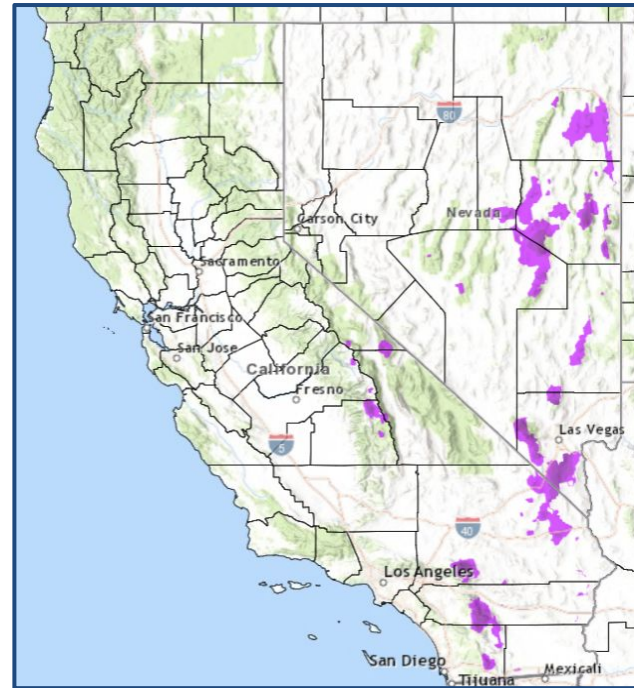 80
Nevada
Carson City
Sacramento
San Francisco
San Jose
California
Fresno
5
Las Vegas
40
Los Angeles
San Diego
Tijuana
Mexicali